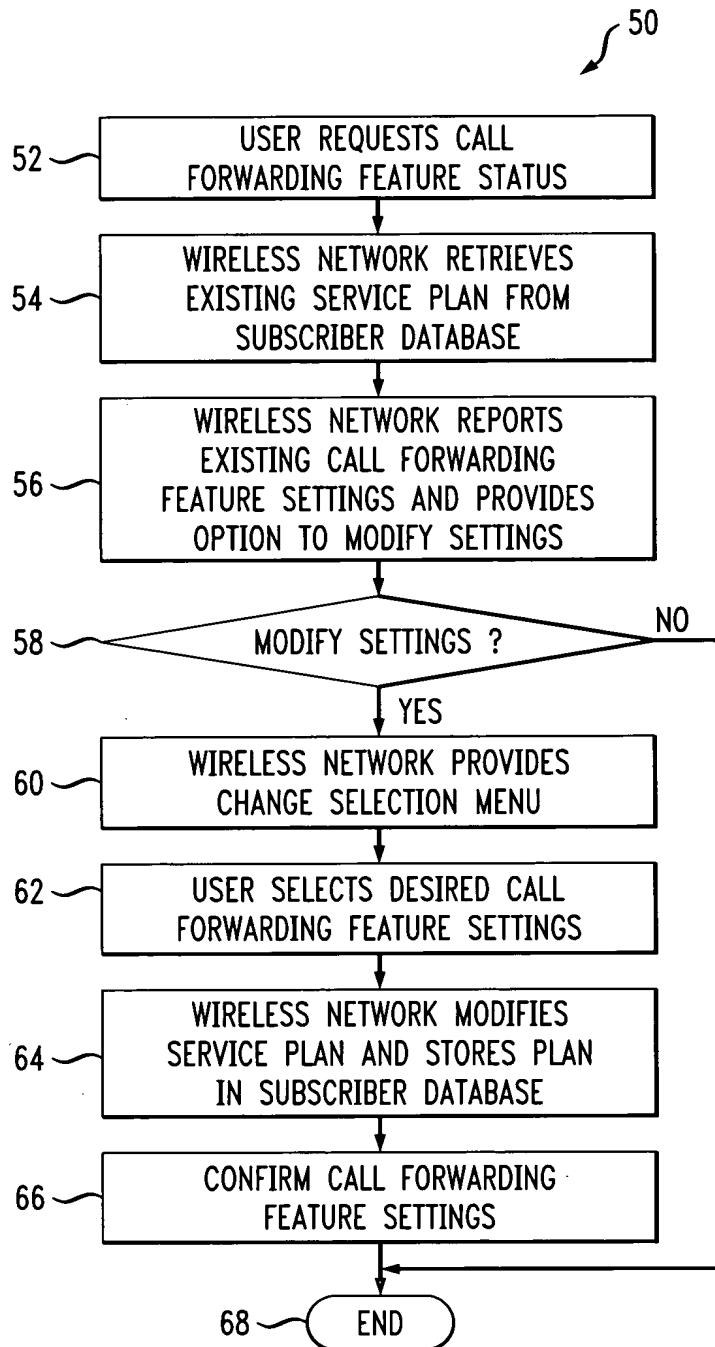 50
52
USER REQUESTS CALL
FORWARDING FEATURE STATUS
54
WIRELESS NETWORK RETRIEVES
EXISTING SERVICE PLAN FROM
SUBSCRIBER DATABASE
56
WIRELESS NETWORK REPORTS
EXISTING CALL FORWARDING
FEATURE SETTINGS AND PROVIDES
OPTION TO MODIFY SETTINGS
58
MODIFY SETTINGS ?
NO
YES
60
WIRELESS NETWORK PROVIDES
CHANGE SELECTION MENU
62
USER SELECTS DESIRED CALL
FORWARDING FEATURE SETTINGS
64
WIRELESS NETWORK MODIFIES
SERVICE PLAN AND STORES PLAN
IN SUBSCRIBER DATABASE
66
CONFIRM CALL FORWARDING
FEATURE SETTINGS
68
END